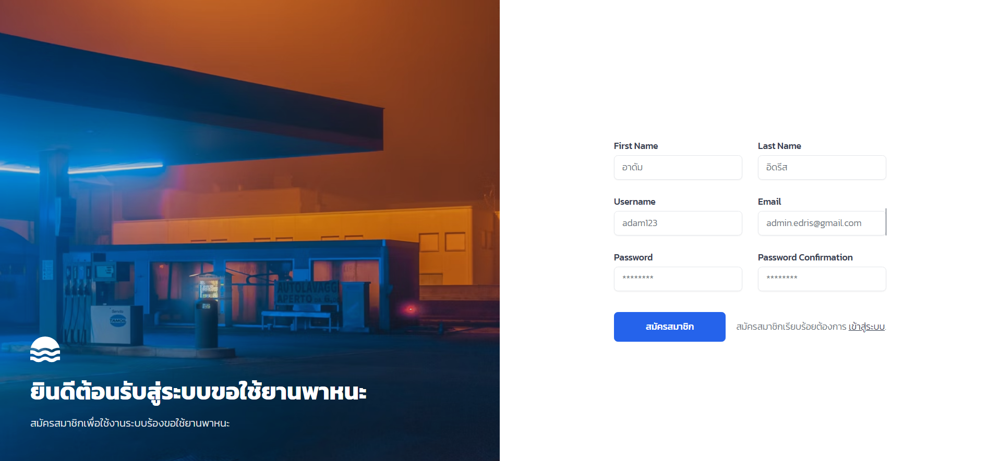 AUTOLAVAGGI
APERTO
Servito
TAMOIL
ยินดีต้อนรับสู่ระบบขอใช้ยานพาหนะ
สมัครสมาชิกเพื่อใช้งานระบบร้องขอใช้ยานพาหนะ
First Name
Last Name
อาดัม
อิดรีส
Username
Email
adam123
admin.edris@gmail.com
Password
Password Confirmation
********
********
สมัครสมาชิก
สมัครสมาชิกเรียบร้อยต้องการ เข้าสู่ระบบ.